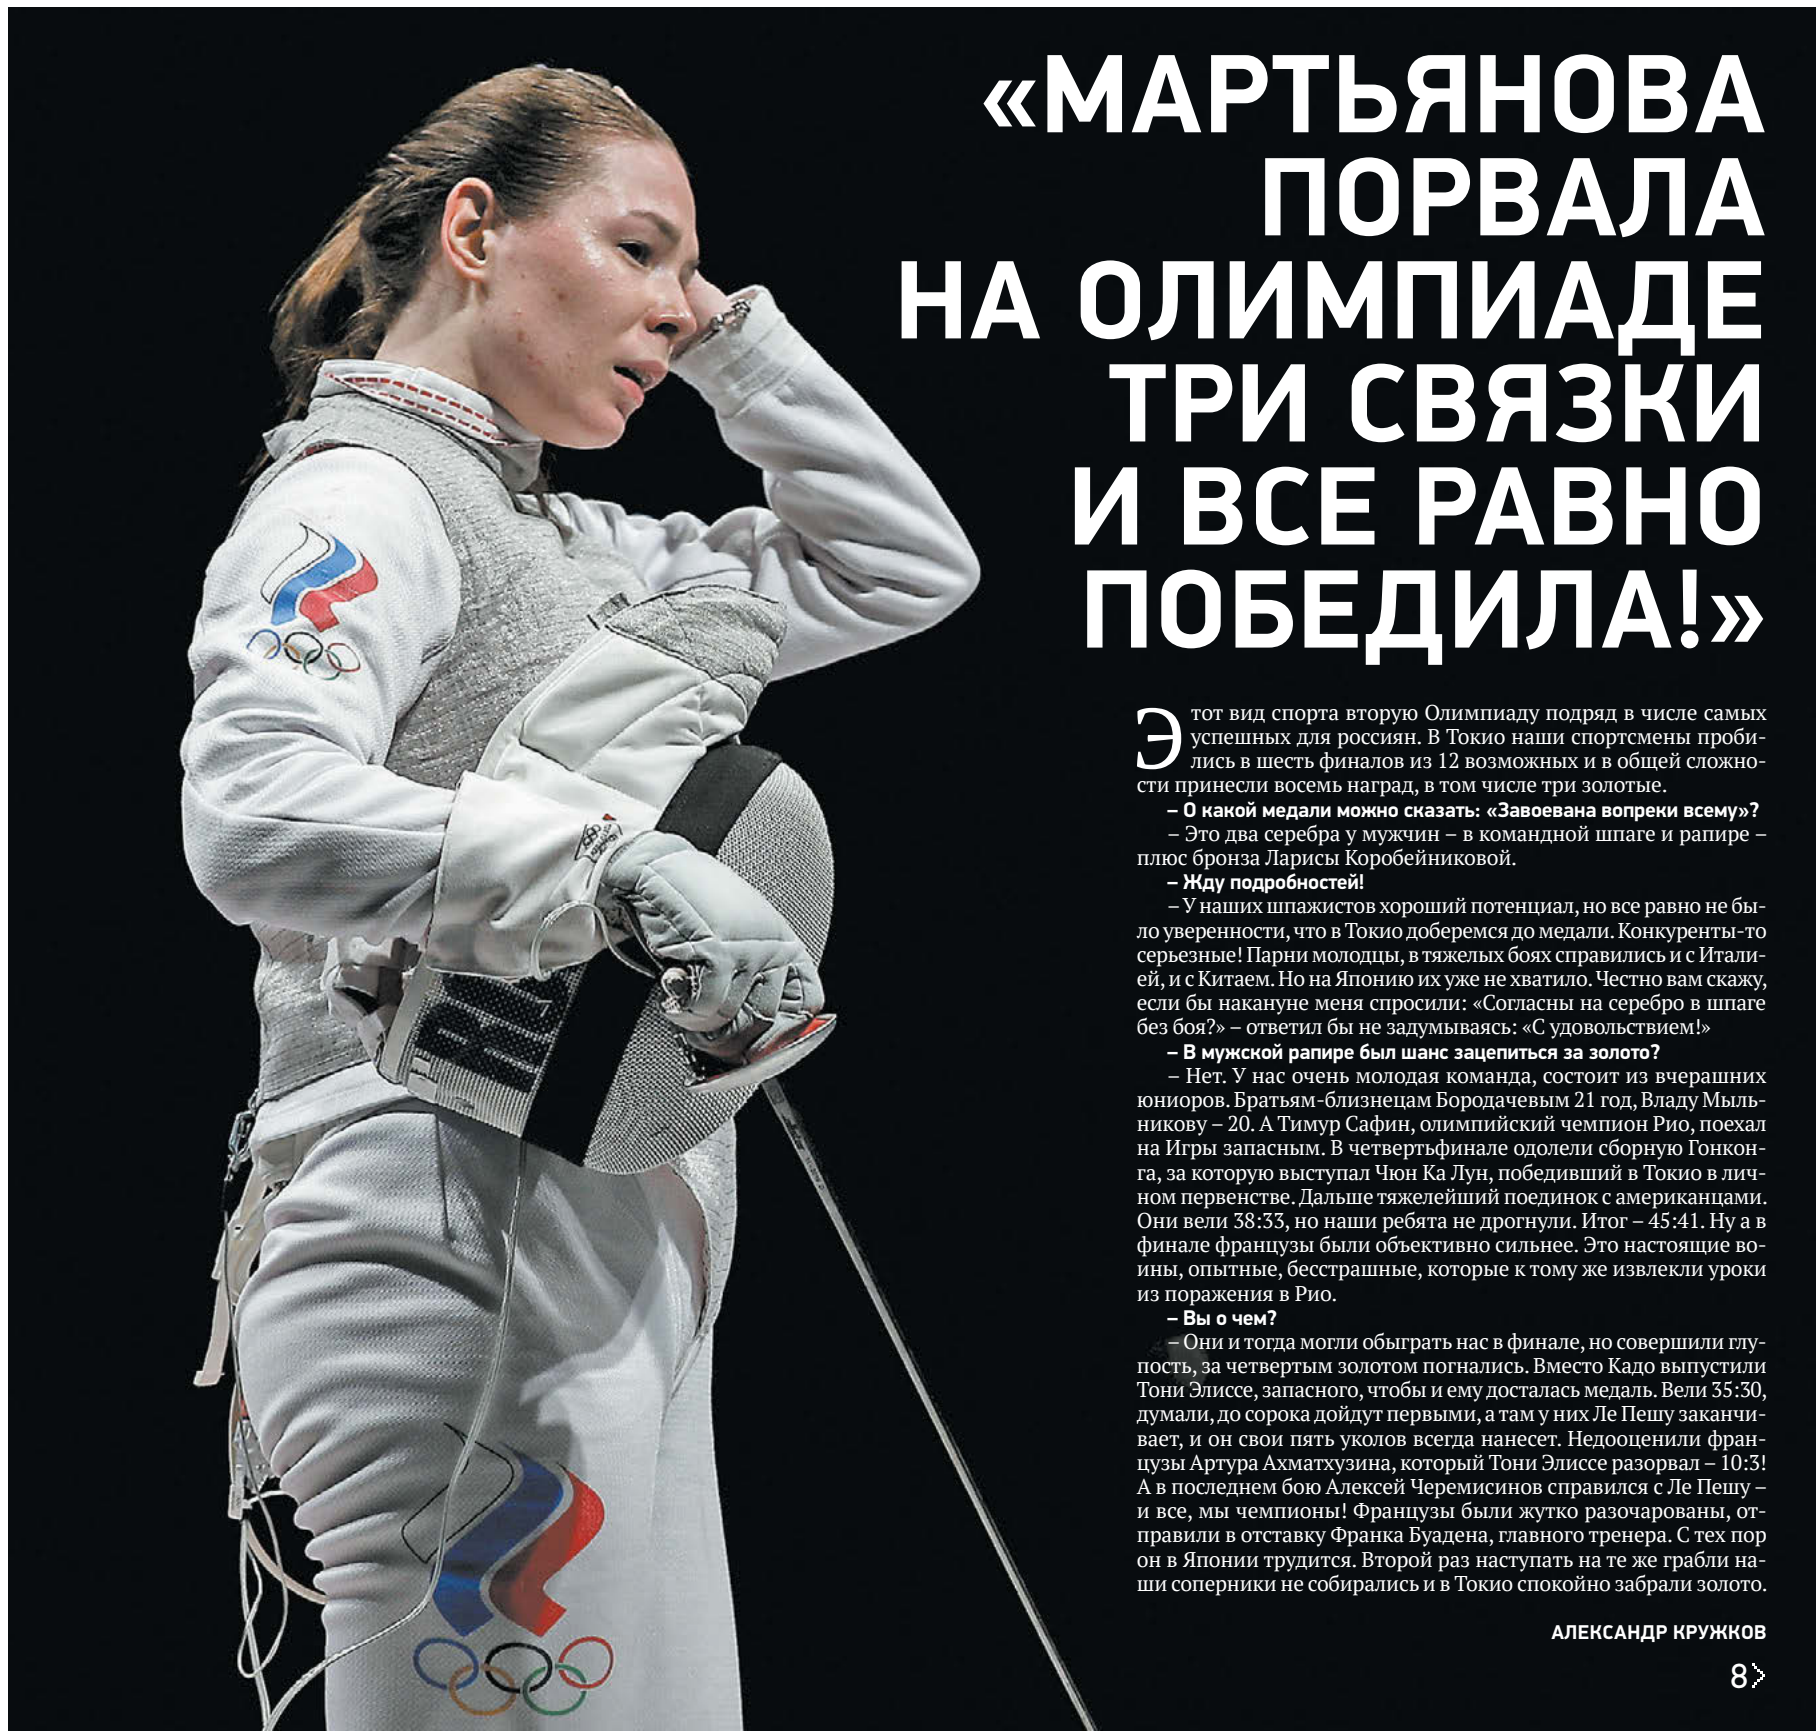 «МАРТЬЯНОВА
ПОРВАЛА
НА ОЛИМПИАДЕ
ТРИ СВЯЗКИ
И ВСЕ РАВНО
ПОБЕДИЛА!»
Этот вид спорта вторую Олимпиаду подряд в числе самых
успешных для россиян. В Токио наши спортсмены проби-
лись в шесть финалов из 12 возможных и в общей сложно-
сти принесли восемь наград, в том числе три золотые.
– О какой медали можно сказать: «Завоевана вопреки всему»?
– Это два серебра у мужчин – в командной шпаге и рапире –
плюс бронза Ларисы Коробейниковой.
– Жду подробностей!
– У наших шпажистов хороший потенциал, но все равно не бы-
ло уверенности, что в Токио доберемся до медали. Конкуренты-то
серьезные! Парни молодцы, в тяжелых боях справились и с Итали-
ей, и с Китаем. Но на Японию их уже не хватило. Честно вам скажу,
если бы накануне меня спросили: «Согласны на серебро в шпаге
без боя?» – ответил бы не задумываясь: «С удовольствием!»
– В мужской рапире был шанс зацепиться за золото?
– Нет. У нас очень молодая команда, состоит из вчерашних
юниоров. Братьям-близнецам Бородачевым 21 год, Владу Мыль-
никову – 20. А Тимур Сафин, олимпийский чемпион Рио, поехал
на Игры запасным. В четвертьфинале одолели сборную Гонкон-
га, за которую выступал Чюн Ка Лун, победивший в Токио в лич-
ном первенстве. Дальше тяжелейший поединок с американцами.
Они вели 38:33, но наши ребята не дрогнули. Итог – 45:41. Ну а в
финале французы были объективно сильнее. Это настоящие во-
ины, опытные, бесстрашные, которые к тому же извлекли уроки
из поражения в Рио.
– Вы о чем?
– Они и тогда могли обыграть нас в финале, но совершили глу-
пость, за четвертым золотом погнались. Вместо Кадо выпустили
Тони Элиссе, запасного, чтобы и ему досталась медаль. Вели 35:30,
думали, до сорока дойдут первыми, а там у них Ле Пешу заканчи-
вает, и он свои пять уколов всегда нанесет. Недооценили фран-
цузы Артура Ахматхузина, который Тони Элиссе разорвал – 10:3!
А в последнем бою Алексей Черемисинов справился с Ле Пешу –
и все, мы чемпионы! Французы были жутко разочарованы, от-
правили в отставку Франка Буадена, главного тренера. С тех пор
он в Японии трудится. Второй раз наступать на те же грабли на-
ши соперники не собирались и в Токио спокойно забрали золото.
АЛЕКСАНДР КРУЖКОВ
8